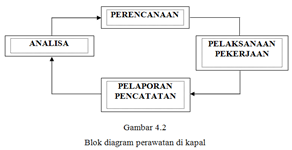 PERENCANAAN
ANALISA
PELAKSANAAN
PEKERJAAN
PELAPORAN
PENCATATAN
Gambar 4.2
Blok diagram perawatan di kapal